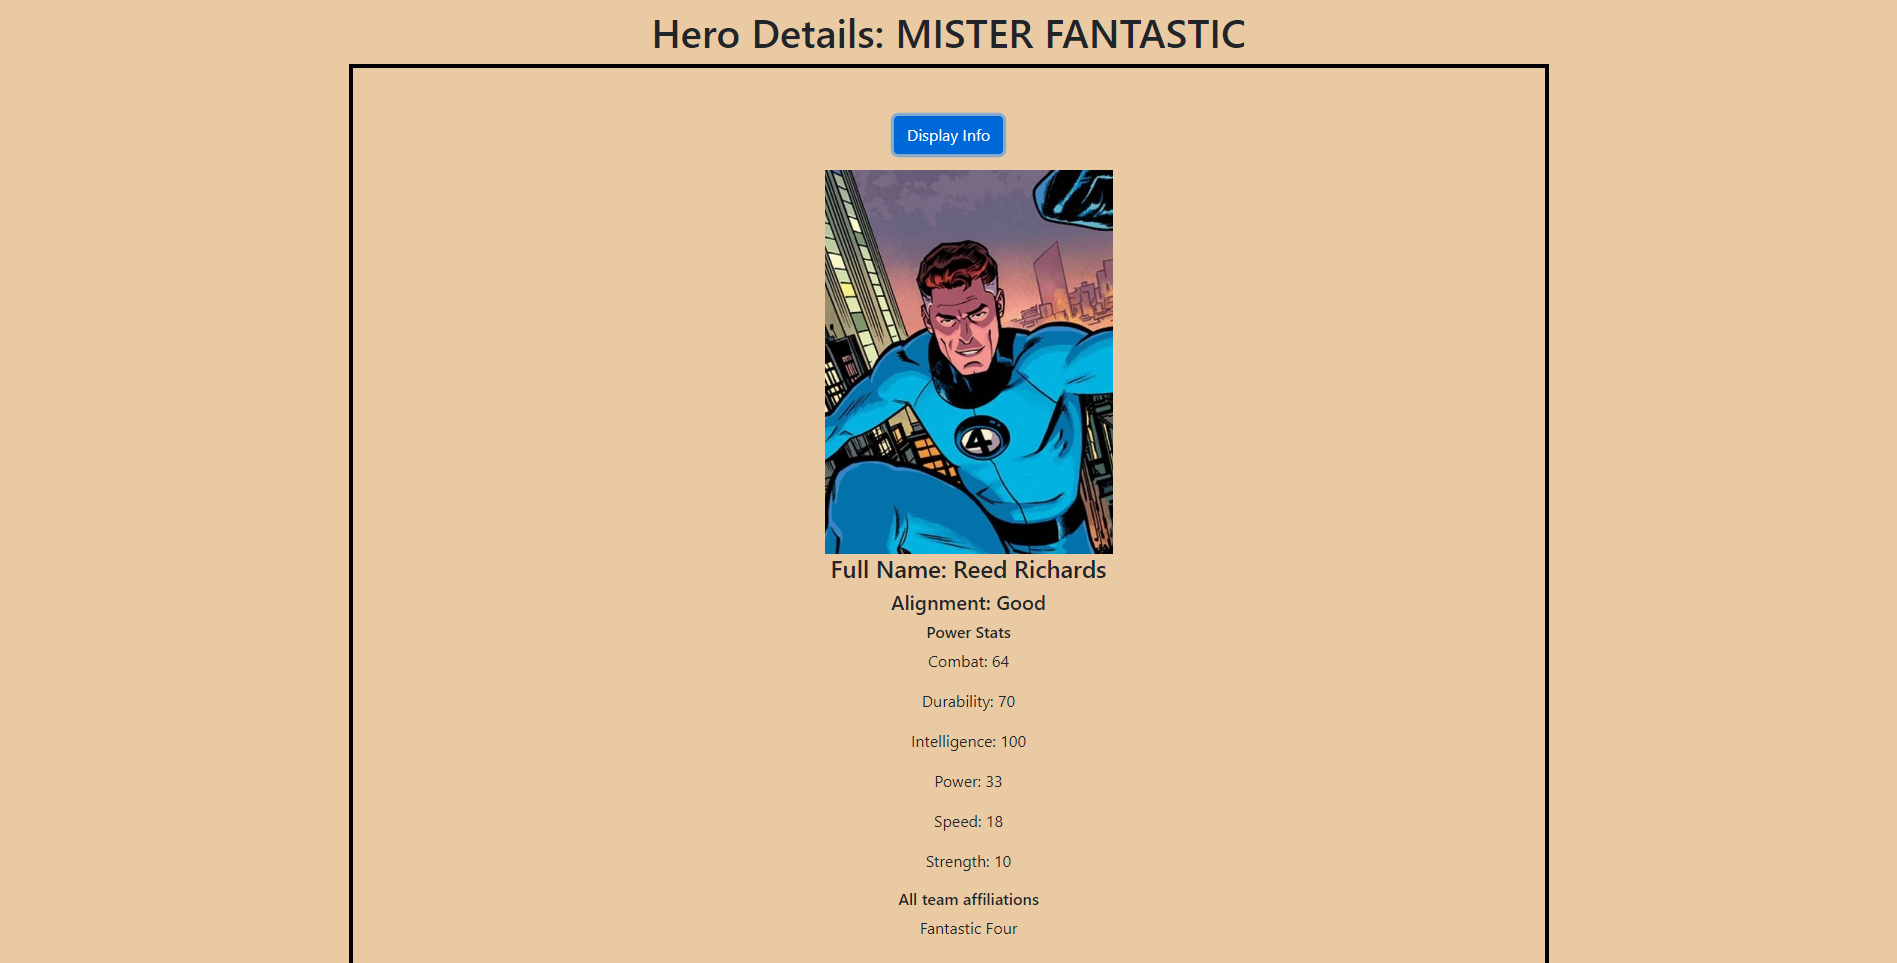 Hero Details: MISTER FANTASTIC
Display Info
4
Full Name: Reed Richards
Alignment: Good
Power Stats
Combat: 64
Durability: 70
Intelligence: 100
Power: 33
Speed: 18
Strength: 10
All team affiliations
Fantastic Four